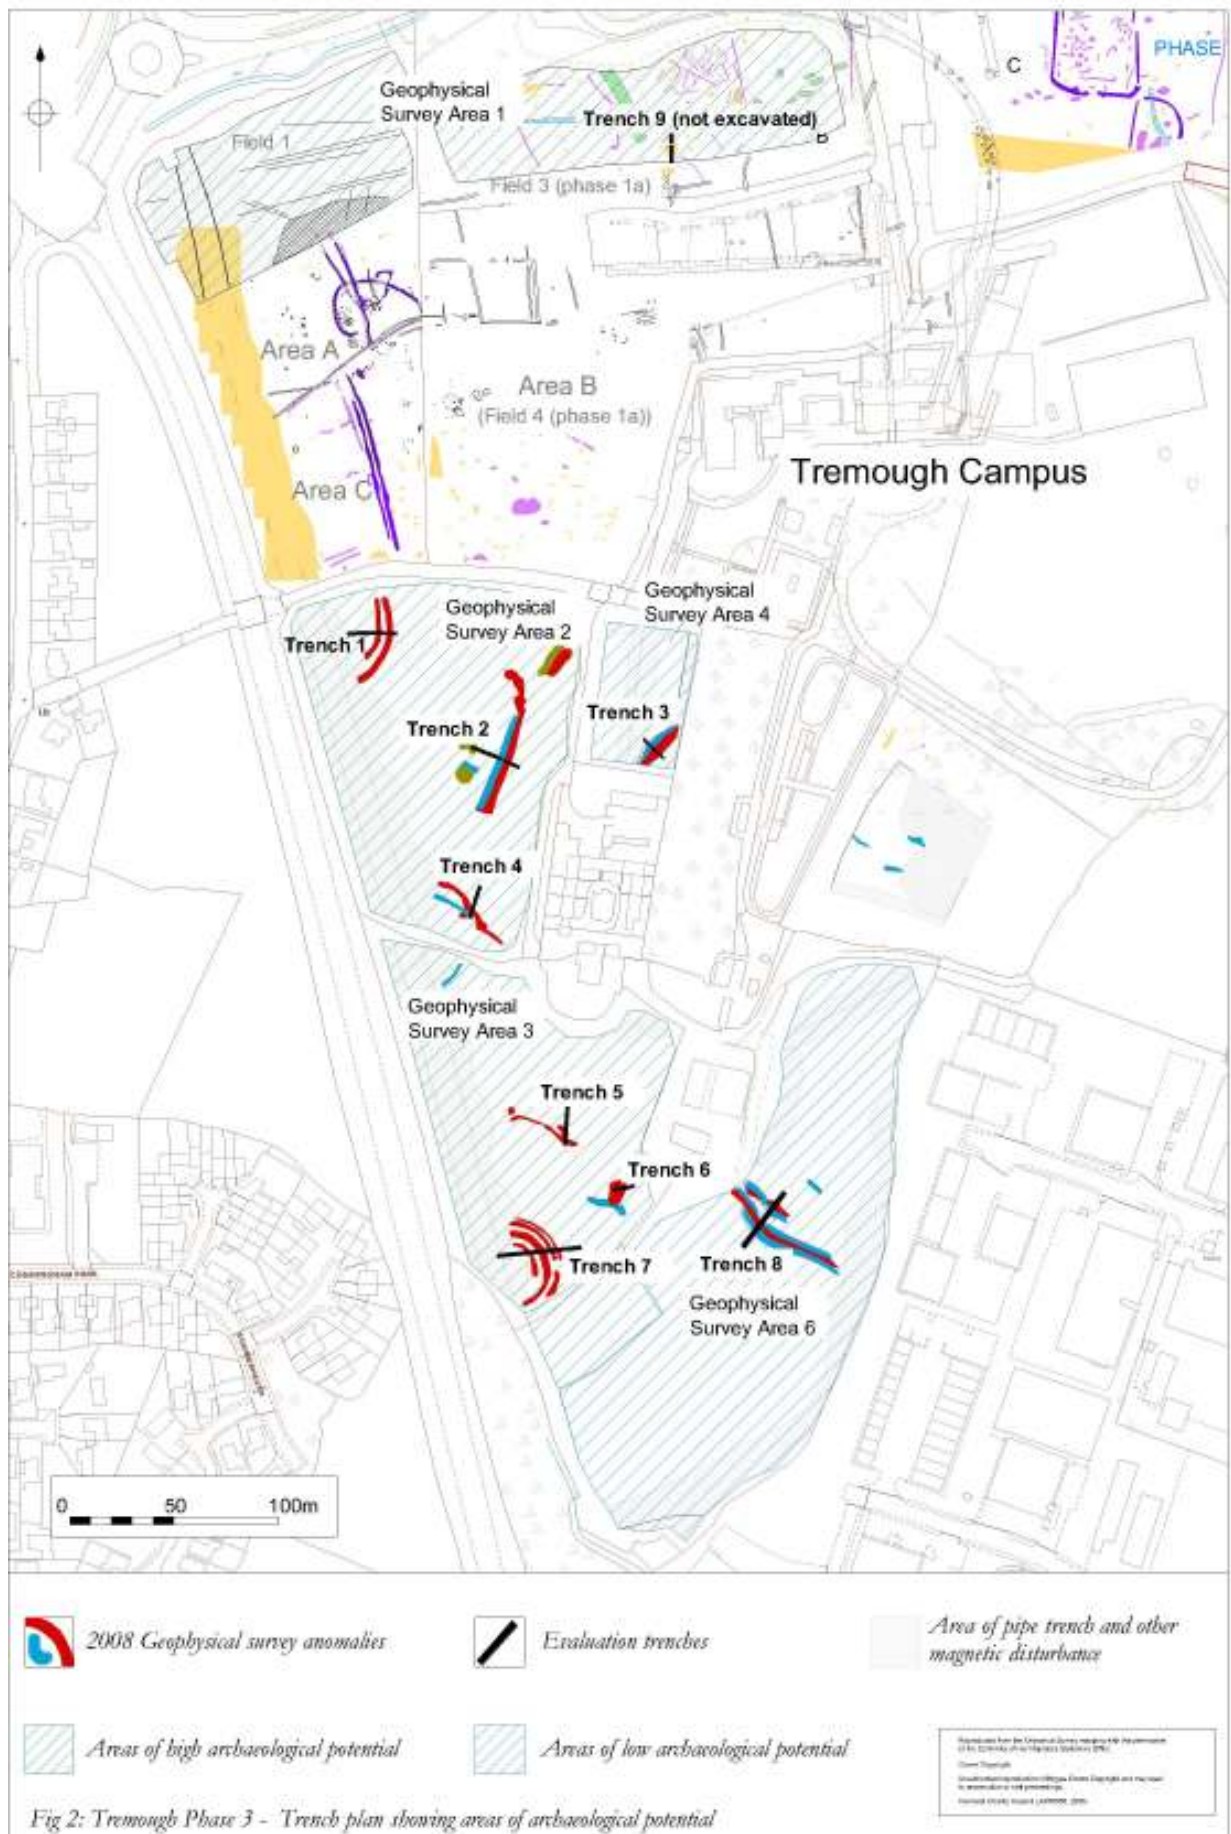 PHASE
C
Geophysical
Survey Area 1
Trench 9 (not excavated)
Field 1
Field 3 (phase 1a)
Area A
Area B
(Field 4 (phase 1a))
Area C
Tremough Campus
Geophysical
Survey Area 4
Geophysical
Survey Area 2
Trench 1
Trench 2
Trench 3
Trench 4
Geophysical
Survey Area 3
Trench 5
Trench 6
Trench 7
Trench 8
Geophysical
Survey Area 6
0 50 100m
2008 Geophysical survey anomalies
Evaluation trenches
Area of pipe trench and other
magnetic disturbance
Areas of high archaeological potential
Areas of low archaeological potential
Fig 2: Tremough Phase 3 - Trench plan showing areas of archaeological potential